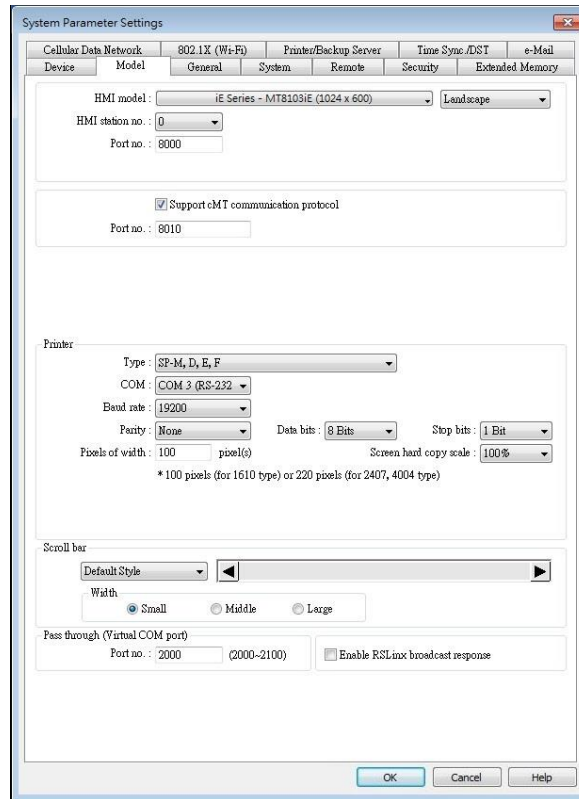 System Parameter Settings
Cellular Data Network 802.1X (Wi-Fi) Printer/Backup Server Time Sync./DST e-Mail
Device Model General System Remote Security Extended Memory
HMI model : iE Series - MT8103iE (1024 x 600) Landscape
HMI station no. : 0
Port no. : 8000
Support cMT communication protocol
Port no. : 8010
Printer
Type : SP-M, D, E, F
COM : COM 3 (RS-232
Baud rate : 19200
Parity : None Data bits : 8 Bits Stop bits : 1 Bit
Pixels of width : 100 pixel(s) Screen hard copy scale : 100%
* 100 pixels (for 1610 type) or 220 pixels (for 2407, 4004 type)
Scroll bar
Default Style
Width
Small Middle Large
Pass through (Virtual COM port)
Port no. : 2000 (2000~2100) Enable RSLinx broadcast response
OK Cancel Help